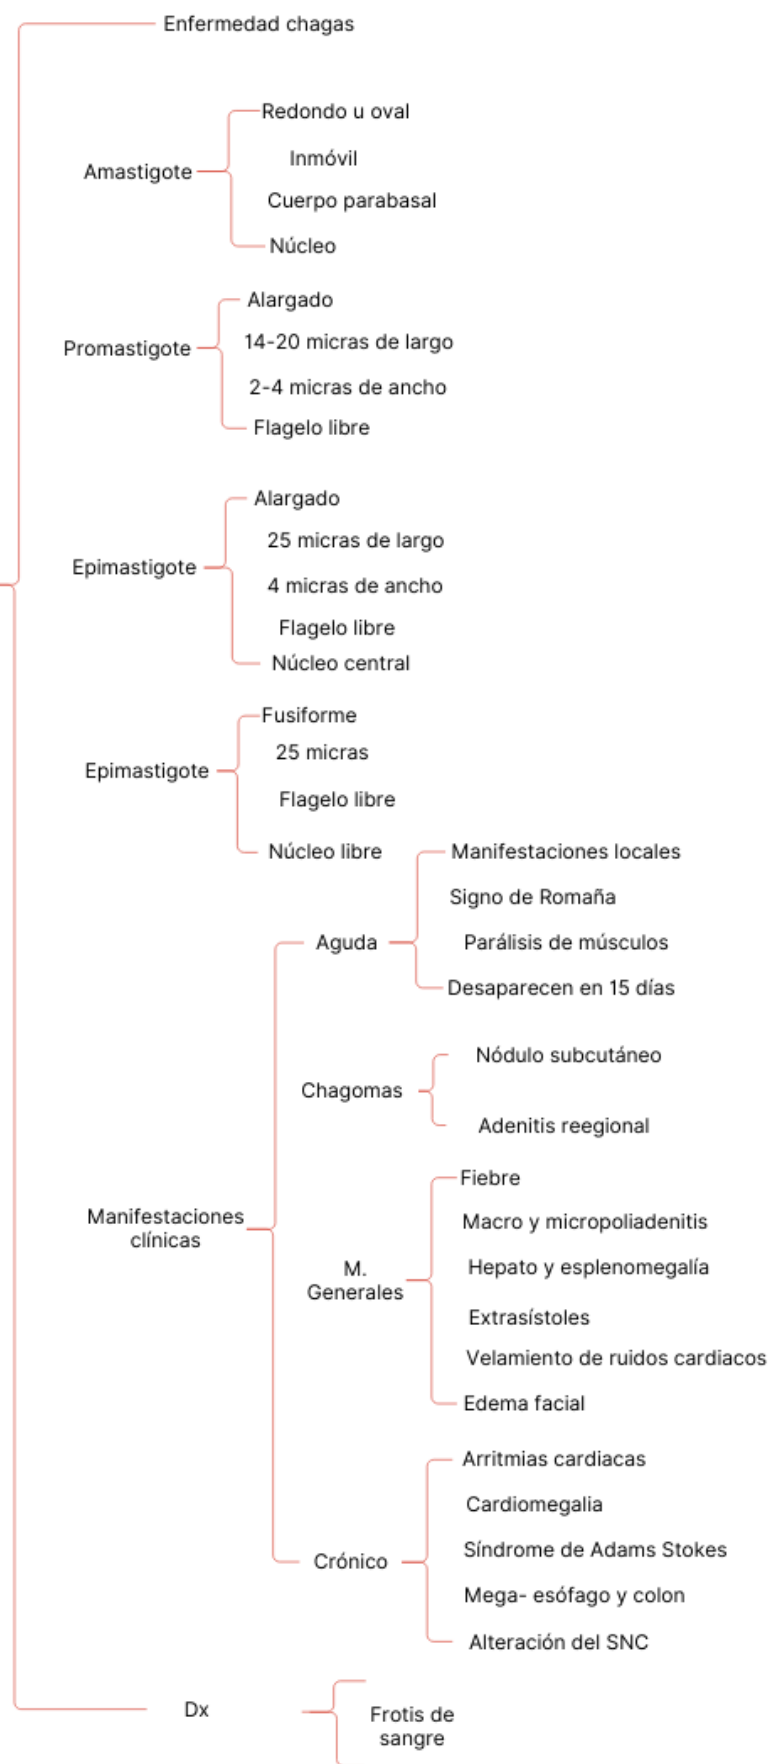 Enfermedad chagas
Amastigote
Redondo u oval
Inmóvil
Cuerpo parabasal
Núcleo
Promastigote
Alargado
14-20 micras de largo
2-4 micras de ancho
Flagelo libre
Epimastigote
Alargado
25 micras de largo
4 micras de ancho
Flagelo libre
Núcleo central
Epimastigote
Fusiforme
25 micras
Flagelo libre
Núcleo libre
Manifestaciones
clínicas
Aguda
Manifestaciones locales
Signo de Romaña
Parálisis de músculos
Desaparecen en 15 días
Chagomas
Nódulo subcutáneo
Adenitis reegional
M.
Generales
Fiebre
Macro y micropoliadenitis
Hepato y esplenomegalía
Extrasístoles
Velamiento de ruidos cardiacos
Edema facial
Crónico
Arritmias cardiacas
Cardiomegalia
Síndrome de Adams Stokes
Mega- esófago y colon
Alteración del SNC
Dx
Frotis de
sangre